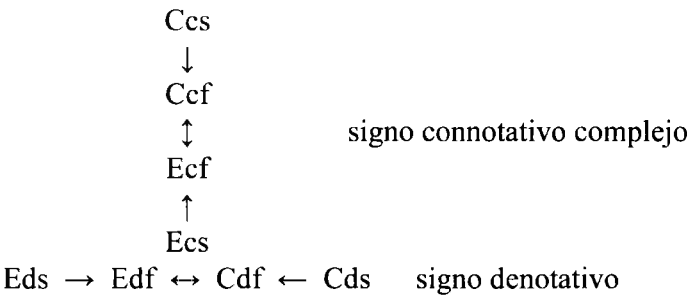 Ccs
↓
Ccf
↕ signo connotativo complejo
Ecf
↑
Ecs
Eds → Edf ↔ Cdf ← Cds signo denotativo